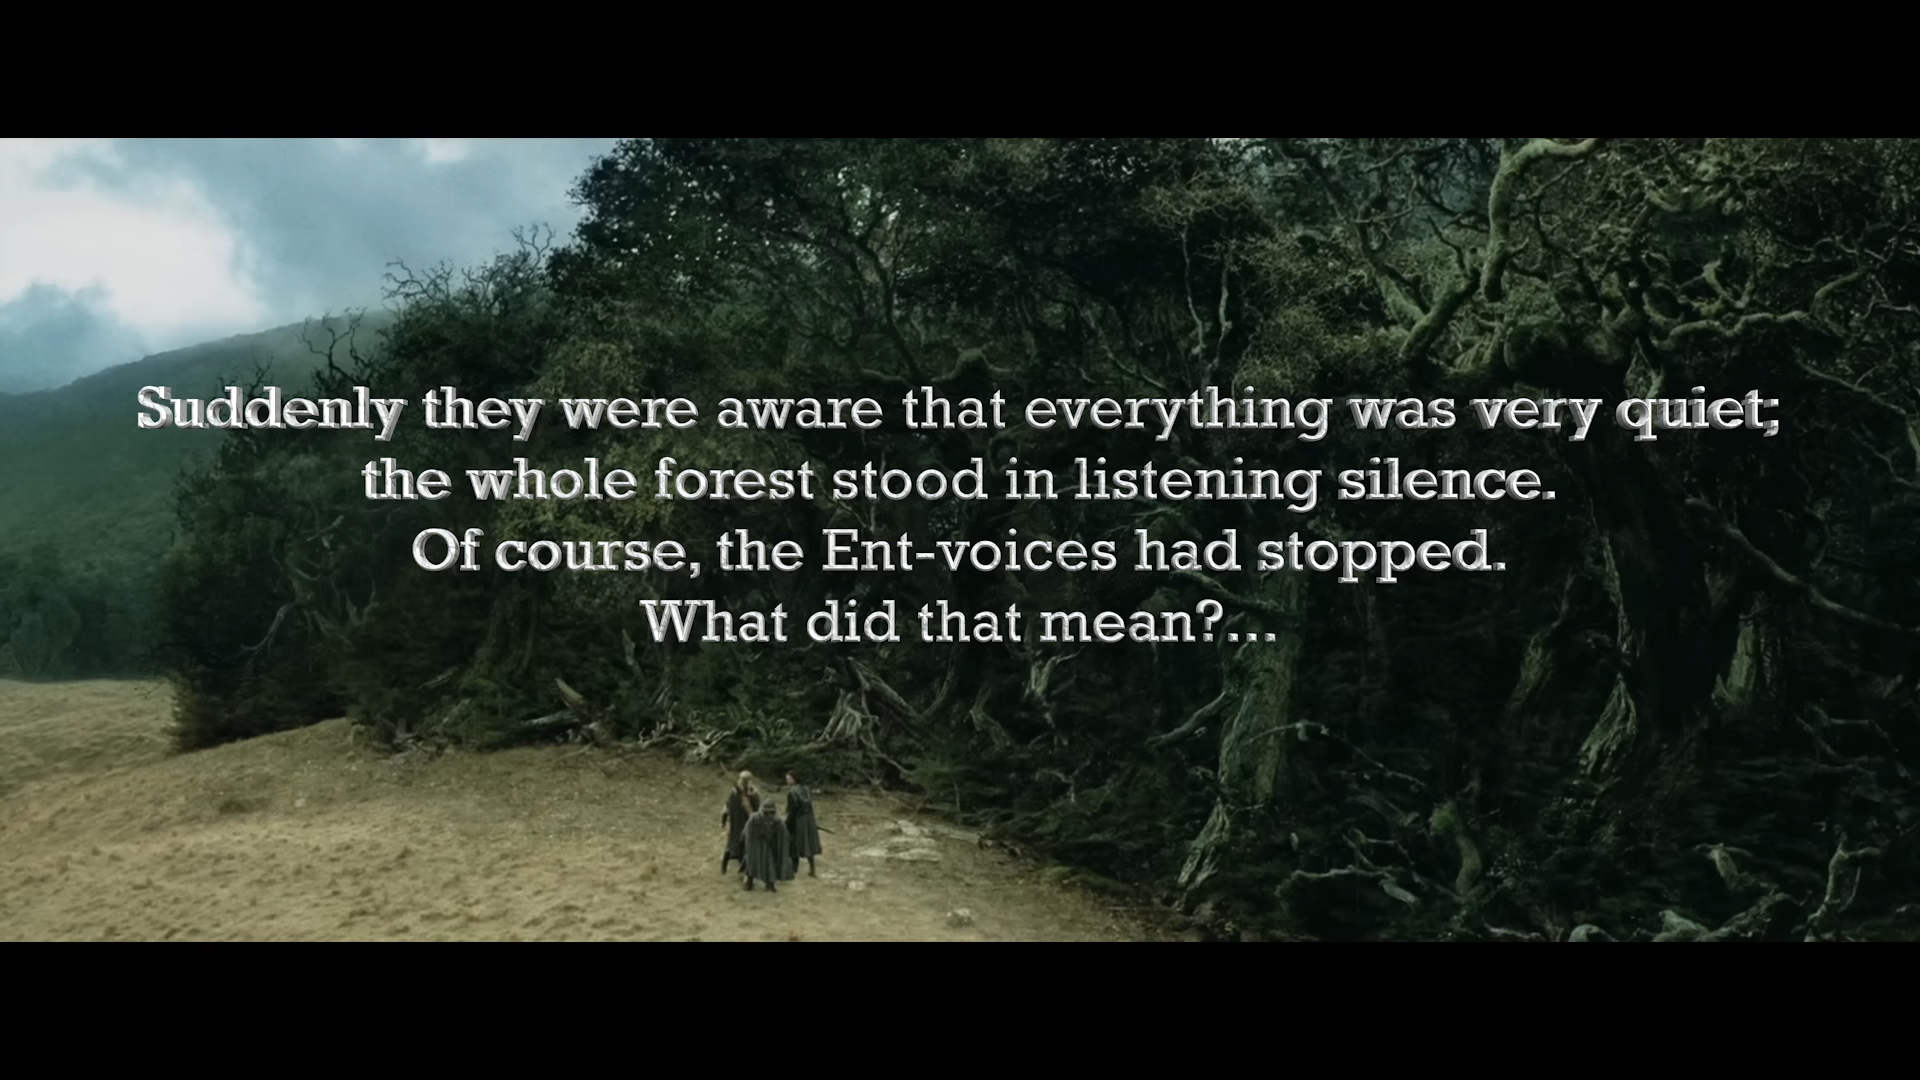 Suddenly they were aware that everything was very quiet;
the whole forest stood in listening silence.
Of course, the Ent-voices had stopped.
What did that mean?...